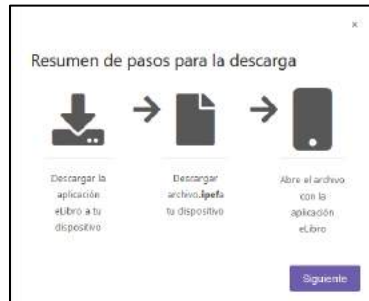 ×
Resumen de pasos para la descarga
Descargar la
aplicación
eLibro a tu
dispositivo
Descargar
archivo.ipefa
tu dispositivo
Abre el archivo
con la
aplicación
eLibro
Siguiente